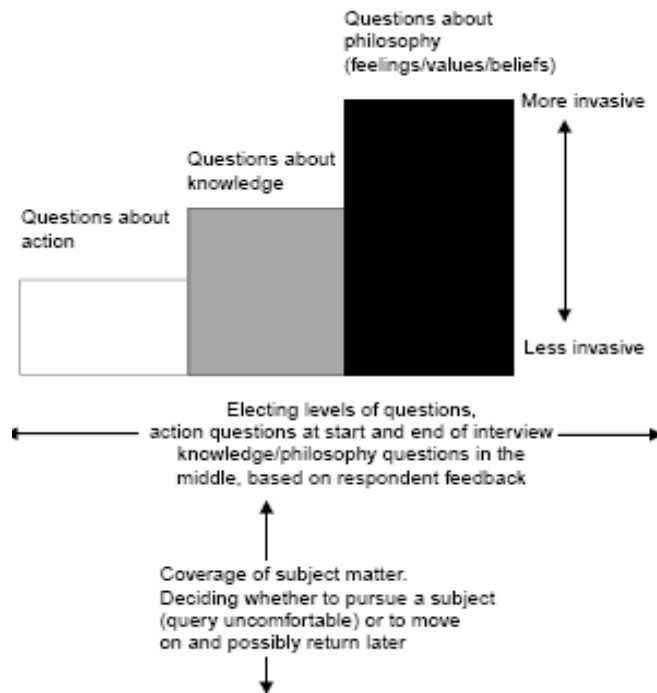 Questions about
philosophy
(feelings/values/beliefs)
More invasive
Questions about
knowledge
Questions about
action
Less invasive
Electing levels of questions,
action questions at start and end of interview
knowledge/philosophy questions in the
middle, based on respondent feedback
Coverage of subject matter.
Deciding whether to pursue a subject
(query uncomfortable) or to move
on and possibly return later